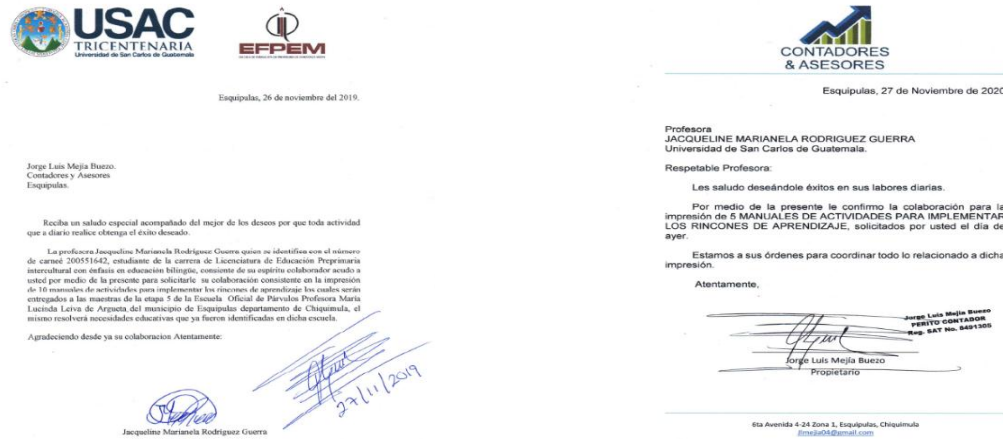 USAC
TRICENTENARIA
Universidad de San Carlos de Guatemala
EFPEM
Esquipulas, 26 de noviembre del 2019.
Jorge Luis Mejía Buezo.
Contadores y Asesores
Esquipulas.
Reciba un saludo especial acompañado del mejor de los deseos por que toda actividad
que a diario realice obtenga el éxito deseado.
La profesora Jacqueline Marianela Rodríguez Guerra quien se identifica con el número
de carneé 200551642, estudiante de la carrera de Licenciatura de Educación Preprimaria
intercultural con énfasis en educación bilingüe, consiente de su espíritu colaborador acudo a
usted por medio de la presente para solicitarle su colaboración consistente en la impresión
de 10 manuales de actividades para implementar los rincones de aprendizaje los cuales serán
entregados a las maestras de la etapa 5 de la Escuela Oficial de Párvulos Profesora María
Lucinda Leiva de Argueta, del municipio de Esquipulas departamento de Chiquimula, el
mismo resolverá necesidades educativas que ya fueron identificadas en dicha escuela.
Agradeciendo desde ya su colaboracion Atentamente:
27/11/2019
Jacqueline Marianela Rodríguez Guerra
CONTADORES
& ASESORES
Esquipulas, 27 de Noviembre de 2020
Profesora
JACQUELINE MARIANELA RODRIGUEZ GUERRA
Universidad de San Carlos de Guatemala.
Respetable Profesora:
Les saludo deseándole éxitos en sus labores diarias.
Por medio de la presente le confirmo la colaboración para la
impresión de 5 MANUALES DE ACTIVIDADES PARA IMPLEMENTAR
LOS RINCONES DE APRENDIZAJE, solicitados por usted el día de
ayer.
Estamos a sus órdenes para coordinar todo lo relacionado a dicha
impresión.
Atentamente,
Jorge Luis Mejia Buezo
PERITO CONTADOR
Reg. SAT No. 8491305
Jorge Luis Mejía Buezo
Propietario
6ta Avenida 4-24 Zona 1, Esquipulas, Chiquimula
jlmejia04@gmail.com